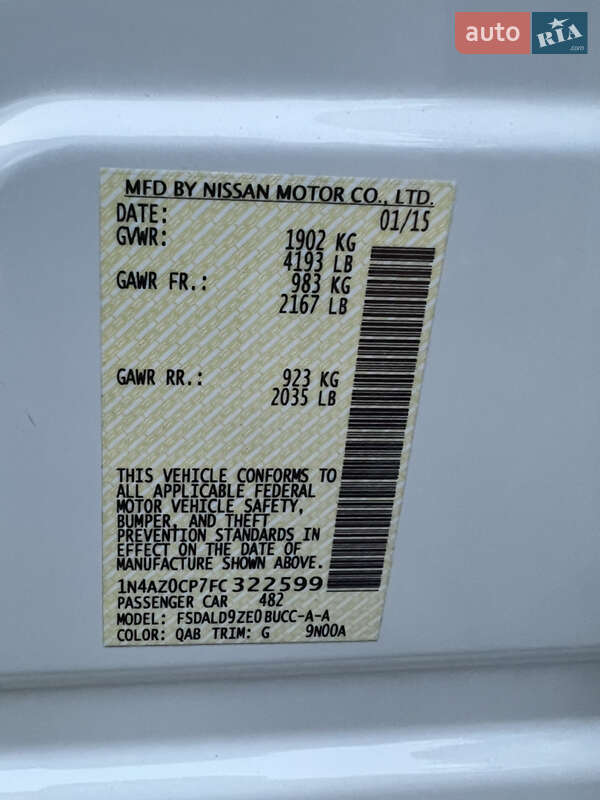 auto RIA .com
MFD BY NISSAN MOTOR CO., LTD.
DATE: 01/15
GVWR: 1902 KG
4193 LB
GAWR FR.: 983 KG
2167 LB
GAWR RR.: 923 KG
2035 LB
THIS VEHICLE CONFORMS TO
ALL APPLICABLE FEDERAL
MOTOR VEHICLE SAFETY,
BUMPER, AND THEFT
PREVENTION STANDARDS IN
EFFECT ON THE DATE OF
MANUFACTURE SHOWN ABOVE.
1N4AZ0CP7FC322599
PASSENGER CAR 482
MODEL: FSDALD9ZE0BUCC-A-A
COLOR: QAB TRIM: G 9N00A